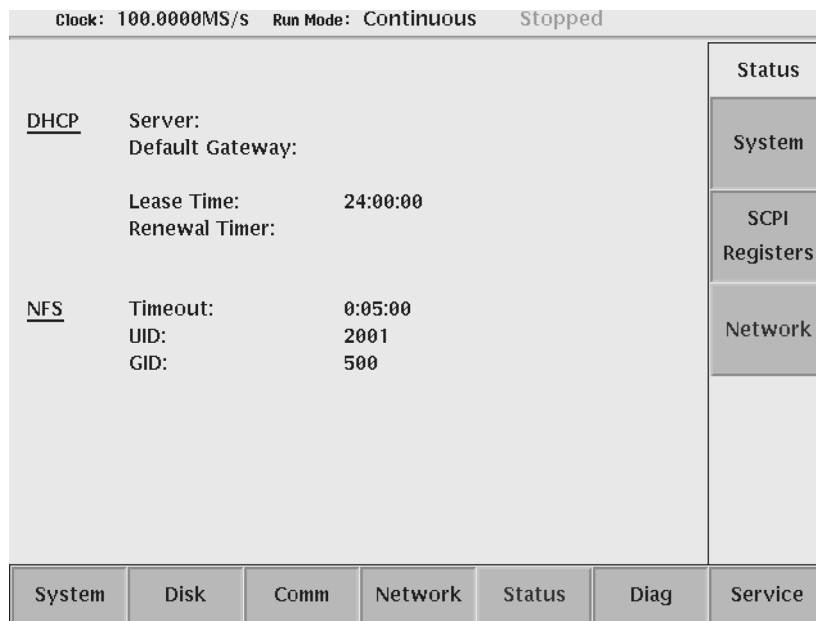 Clock: 100.0000MS/s Run Mode: Continuous Stopped
Status
DHCP Server:
Default Gateway:
System
Lease Time: 24:00:00
Renewal Timer:
SCPI
Registers
NFS Timeout: 0:05:00
UID: 2001
GID: 500
Network
System Disk Comm Network Status Diag Service